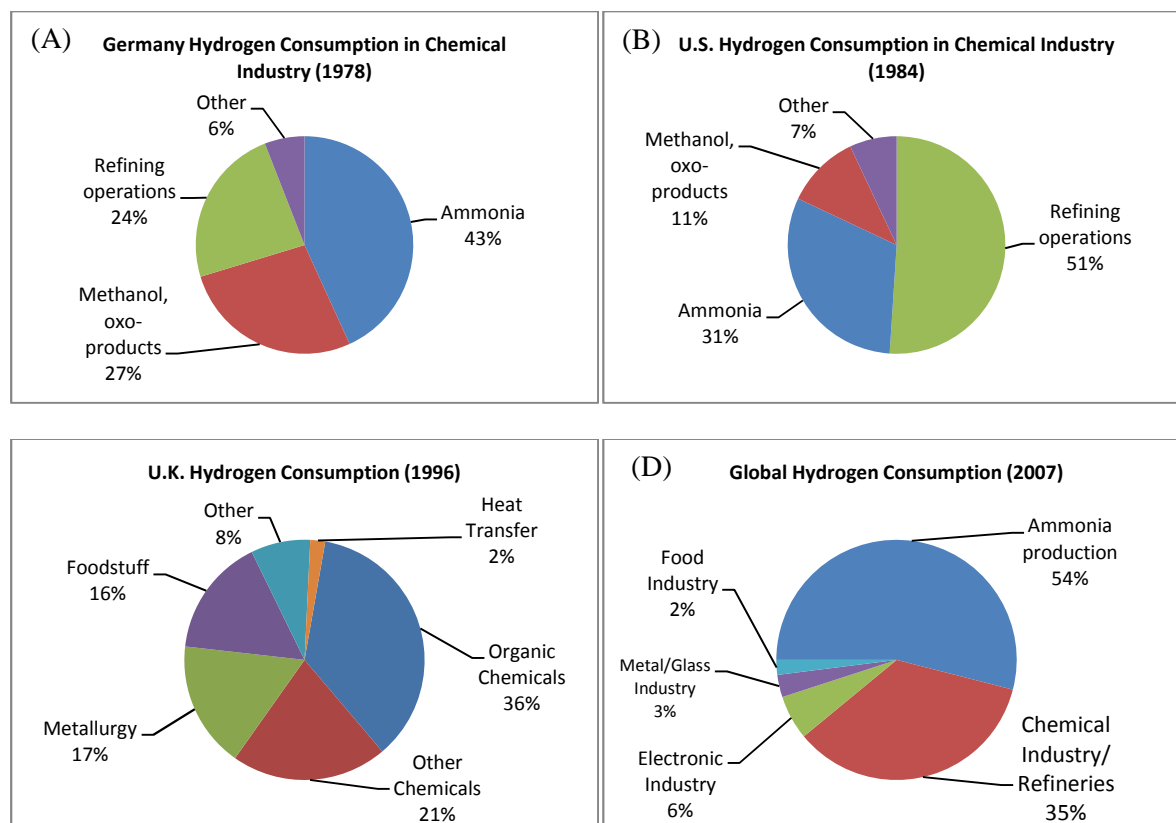 (A)
Germany Hydrogen Consumption in Chemical
Industry (1978)
Other
6%
Refining
operations
24%
Ammonia
43%
Methanol,
oxo-
products
27%
(B)
U.S. Hydrogen Consumption in Chemical Industry
(1984)
Other
7%
Methanol,
oxo-
products
11%
Refining
operations
51%
Ammonia
31%
U.K. Hydrogen Consumption (1996)
Heat
Transfer
2%
Other
8%
Foodstuff
16%
Organic
Chemicals
36%
Metallurgy
17%
Other
Chemicals
21%
(D)
Global Hydrogen Consumption (2007)
Ammonia
production
54%
Food
Industry
2%
Metal/Glass
Industry
3%
Electronic
Industry
6%
Chemical
Industry/
Refineries
35%